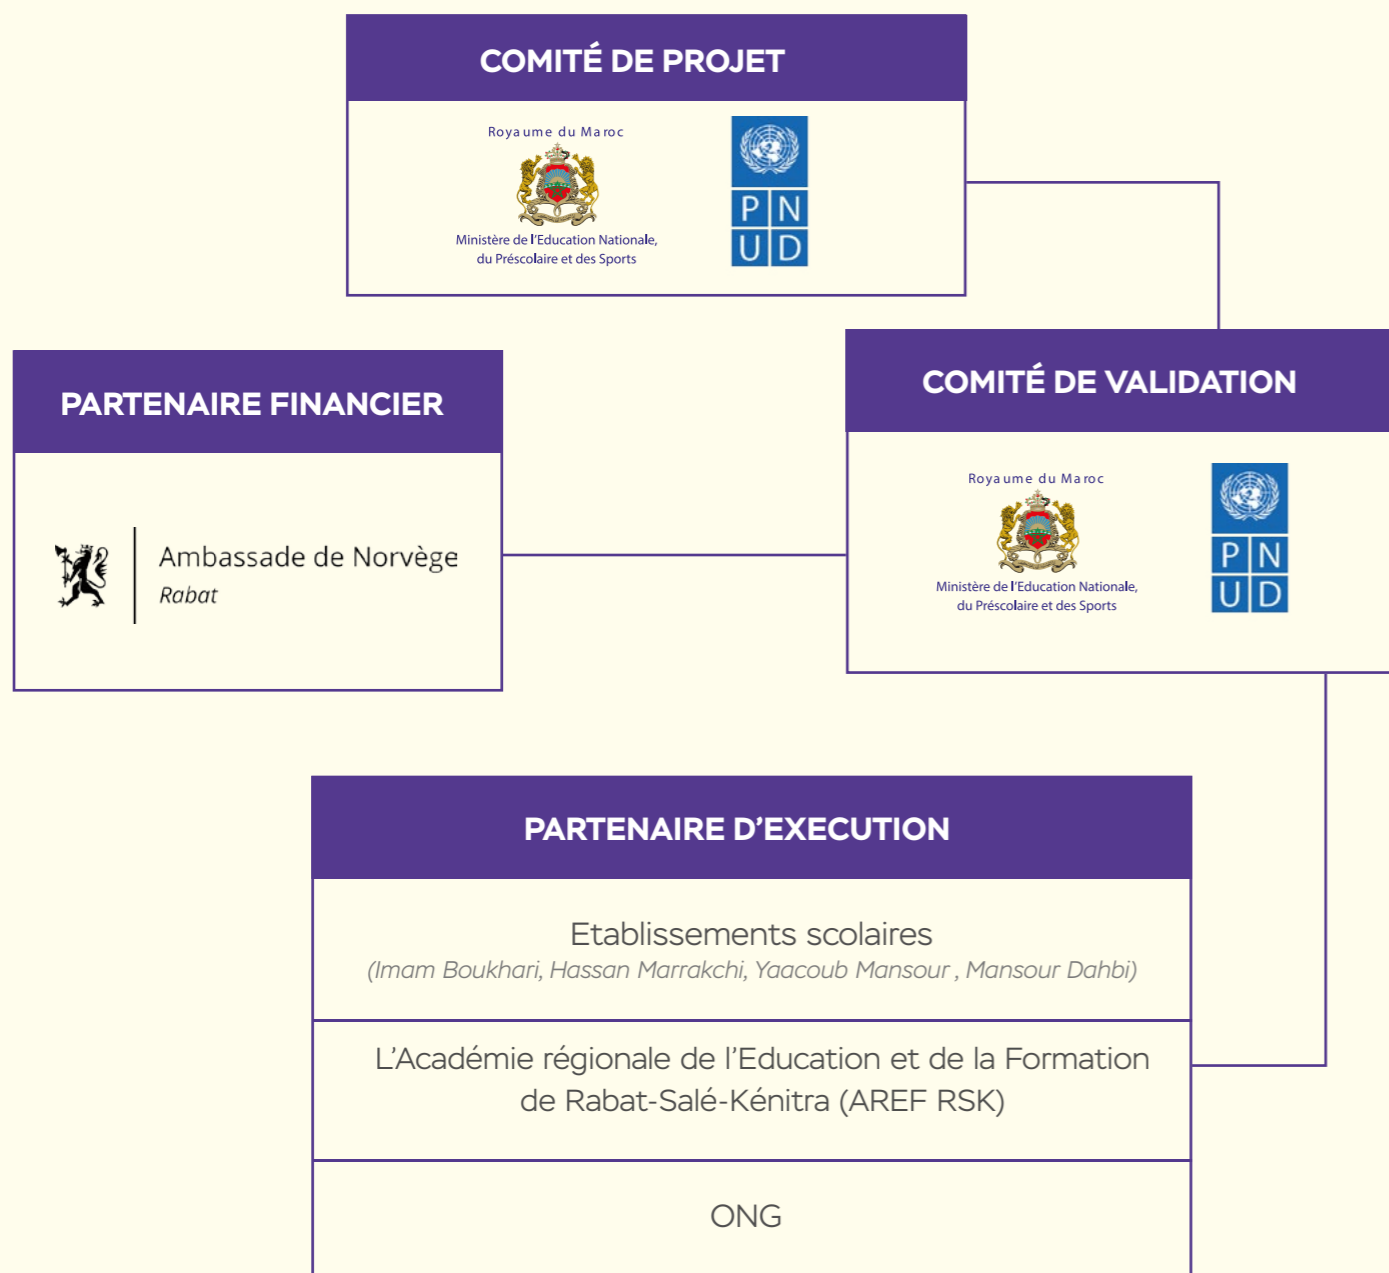 COMITÉ DE PROJET
Royaume du Maroc
Ministère de l'Education Nationale,
du Préscolaire et des Sports
P N
U D
PARTENAIRE FINANCIER
Ambassade de Norvège
Rabat
COMITÉ DE VALIDATION
Royaume du Maroc
Ministère de l'Education Nationale,
du Préscolaire et des Sports
P N
U D
PARTENAIRE D’EXECUTION
Etablissements scolaires
(Imam Boukhari, Hassan Marrakchi, Yaacoub Mansour , Mansour Dahbi)
L’Académie régionale de l’Education et de la Formation
de Rabat-Salé-Kénitra (AREF RSK)
ONG